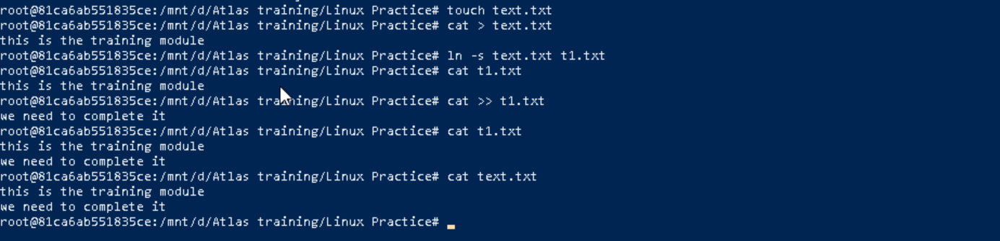 root@81ca6ab551835ce:/mnt/d/Atlas training/Linux Practice# touch text.txt
root@81ca6ab551835ce:/mnt/d/Atlas training/Linux Practice# cat > text.txt
this is the training module
root@81ca6ab551835ce:/mnt/d/Atlas training/Linux Practice# ln -s text.txt t1.txt
root@81ca6ab551835ce:/mnt/d/Atlas training/Linux Practice# cat t1.txt
this is the training module
root@81ca6ab551835ce:/mnt/d/Atlas training/Linux Practice# cat >> t1.txt
we need to complete it
root@81ca6ab551835ce:/mnt/d/Atlas training/Linux Practice# cat t1.txt
this is the training module
we need to complete it
root@81ca6ab551835ce:/mnt/d/Atlas training/Linux Practice# cat text.txt
this is the training module
we need to complete it
root@81ca6ab551835ce:/mnt/d/Atlas training/Linux Practice#